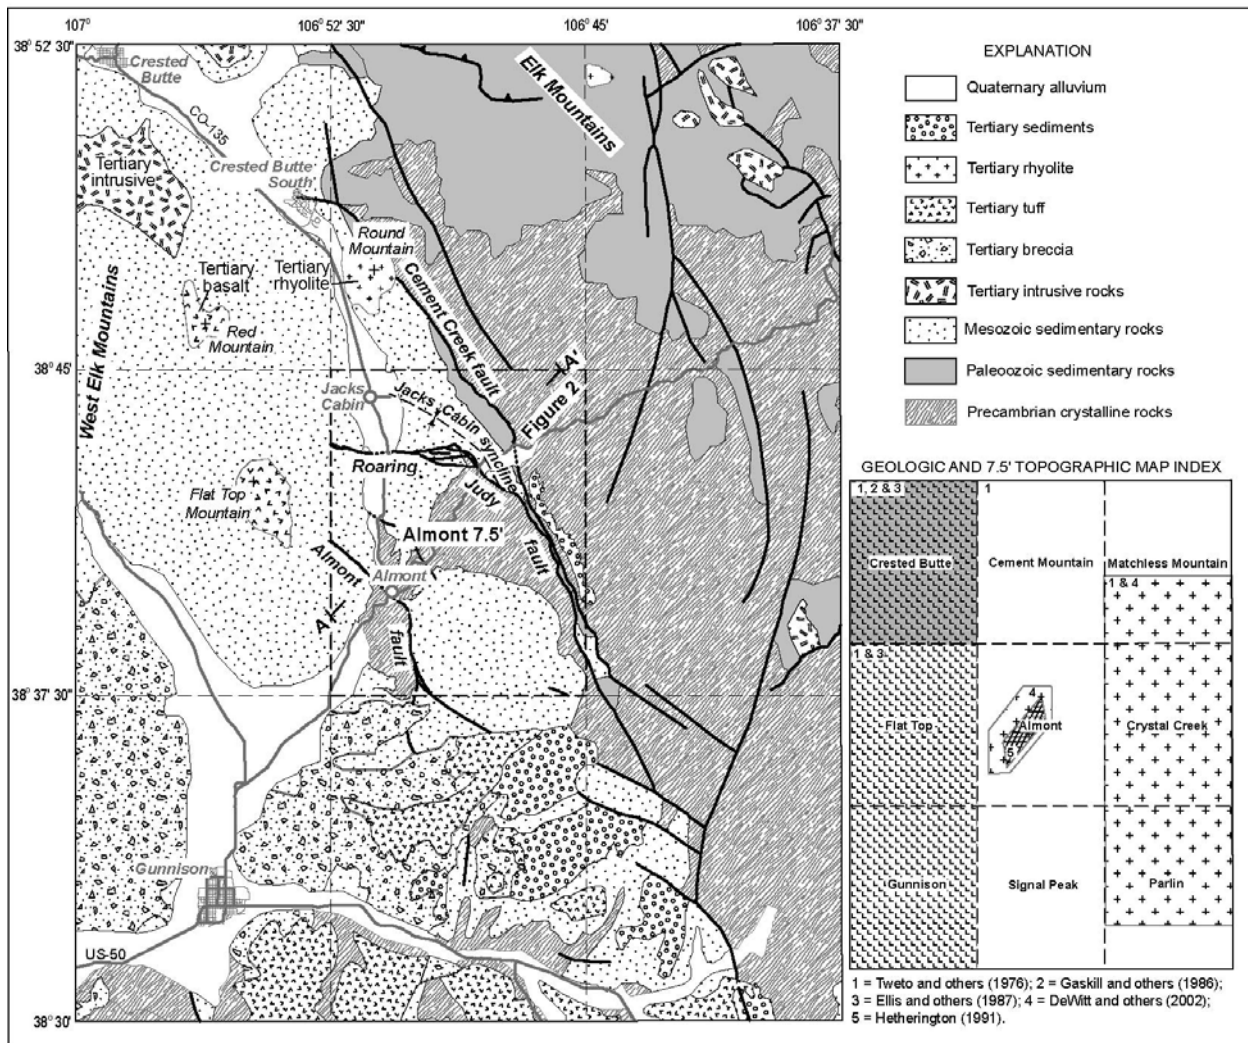 107°
106° 52' 30"
106° 45'
106° 37' 30"
38° 52' 30"
Crested
Butte
CO-135
Elk Mountains
Tertiary
intrusive
Crested Butte
South
Round
Mountain
Tertiary
basalt
Tertiary
rhyolite
Red
Mountain
West Elk Mountains
Cement Creek fault
38° 45'
A'
Figure 2
Jacks
Cabin
Jacks Cabin syncline
Roaring
Judy
fault
Flat Top
Mountain
Almont 7.5'
Almont
Almont
fault
A
38° 37' 30"
Gunnison
US-50
38° 30'
EXPLANATION
Quaternary alluvium
Tertiary sediments
Tertiary rhyolite
Tertiary tuff
Tertiary breccia
Tertiary intrusive rocks
Mesozoic sedimentary rocks
Paleoozoic sedimentary rocks
Precambrian crystalline rocks
GEOLOGIC AND 7.5' TOPOGRAPHIC MAP INDEX
1, 2 & 3
1
Crested Butte
Cement Mountain
Matchless Mountain
1 & 4
1 & 3
4
Flat Top
Almont
Crystal Creek
5
Gunnison
Signal Peak
Parlin
1 = Tweto and others (1976); 2 = Gaskill and others (1986);
3 = Ellis and others (1987); 4 = DeWitt and others (2002);
5 = Hetherington (1991).